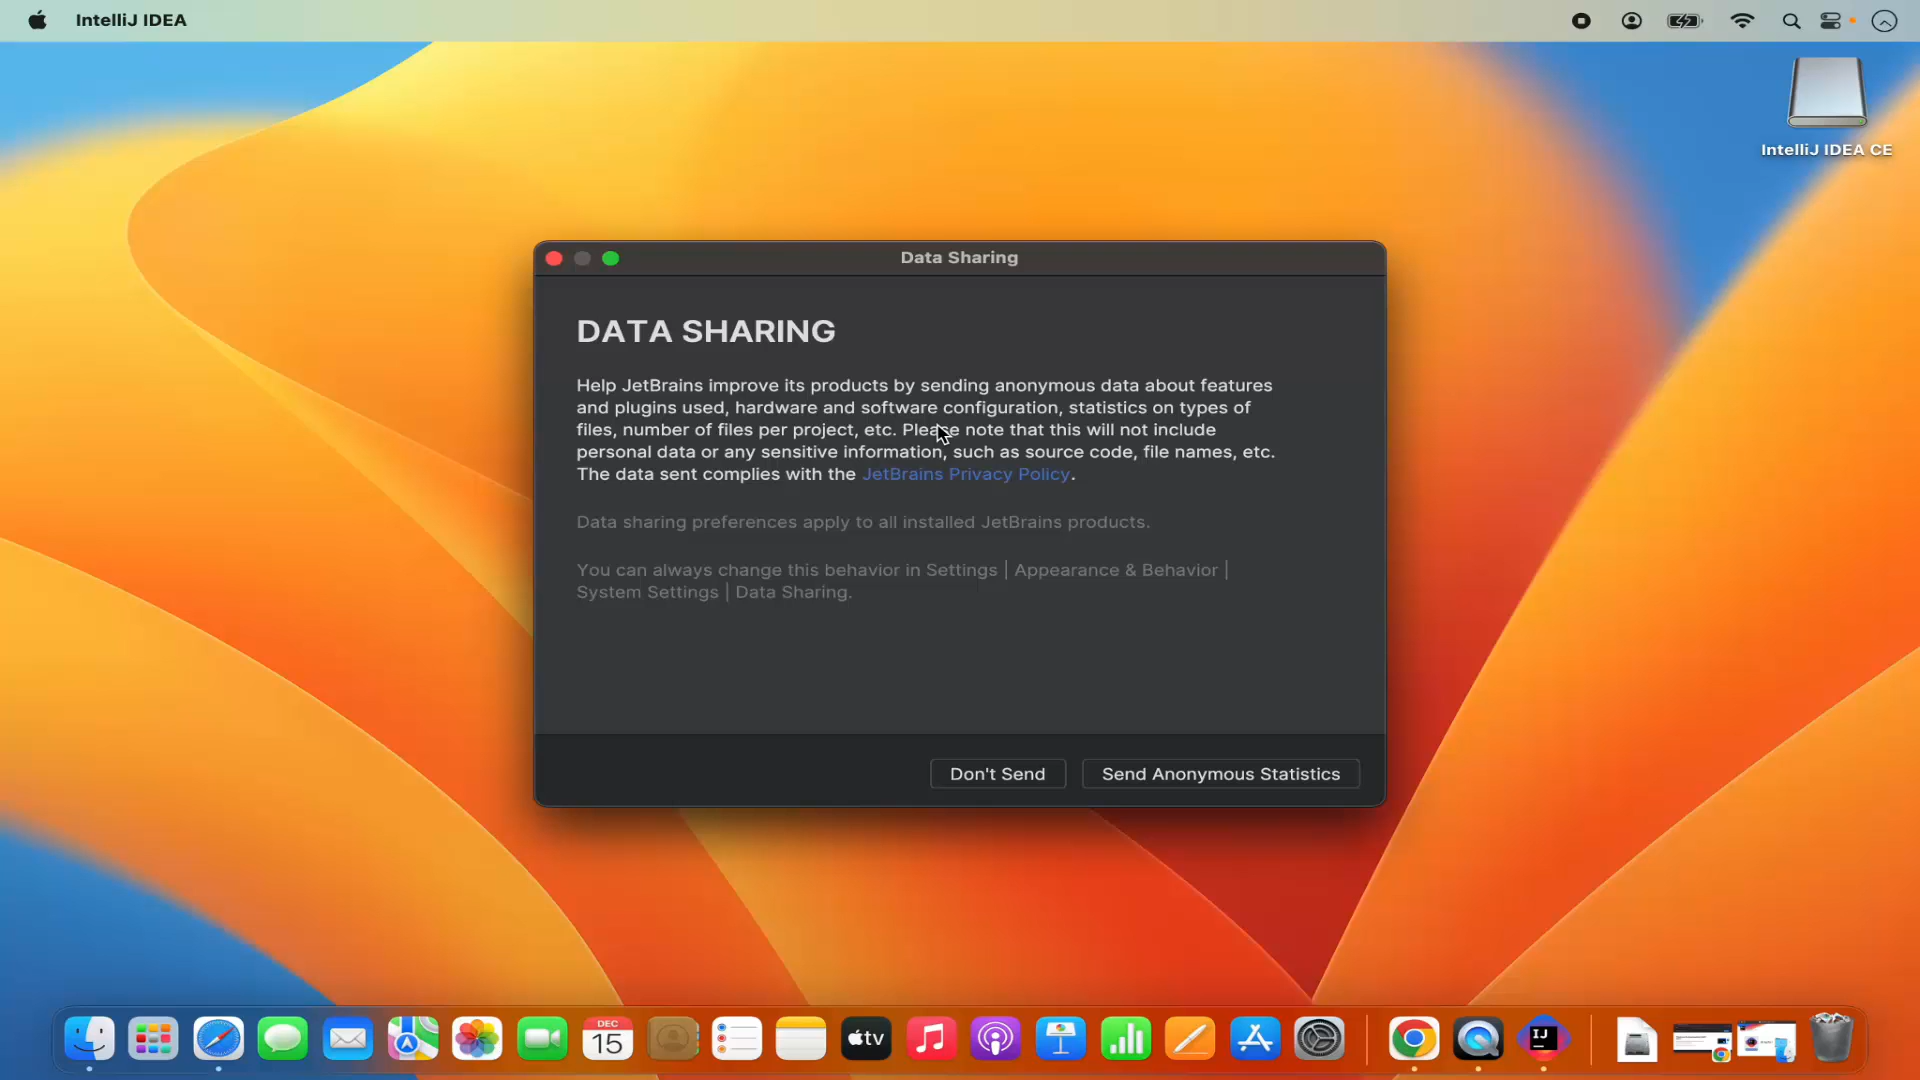 IntelliJ IDEA
IntelliJ IDEA CE
Data Sharing
DATA SHARING
Help JetBrains improve its products by sending anonymous data about features
and plugins used, hardware and software configuration, statistics on types of
files, number of files per project, etc. Please note that this will not include
personal data or any sensitive information, such as source code, file names, etc.
The data sent complies with the JetBrains Privacy Policy.
Data sharing preferences apply to all installed JetBrains products.
You can always change this behavior in Settings | Appearance & Behavior |
System Settings | Data Sharing.
Don't Send
Send Anonymous Statistics
DEC
15
tv
IJ